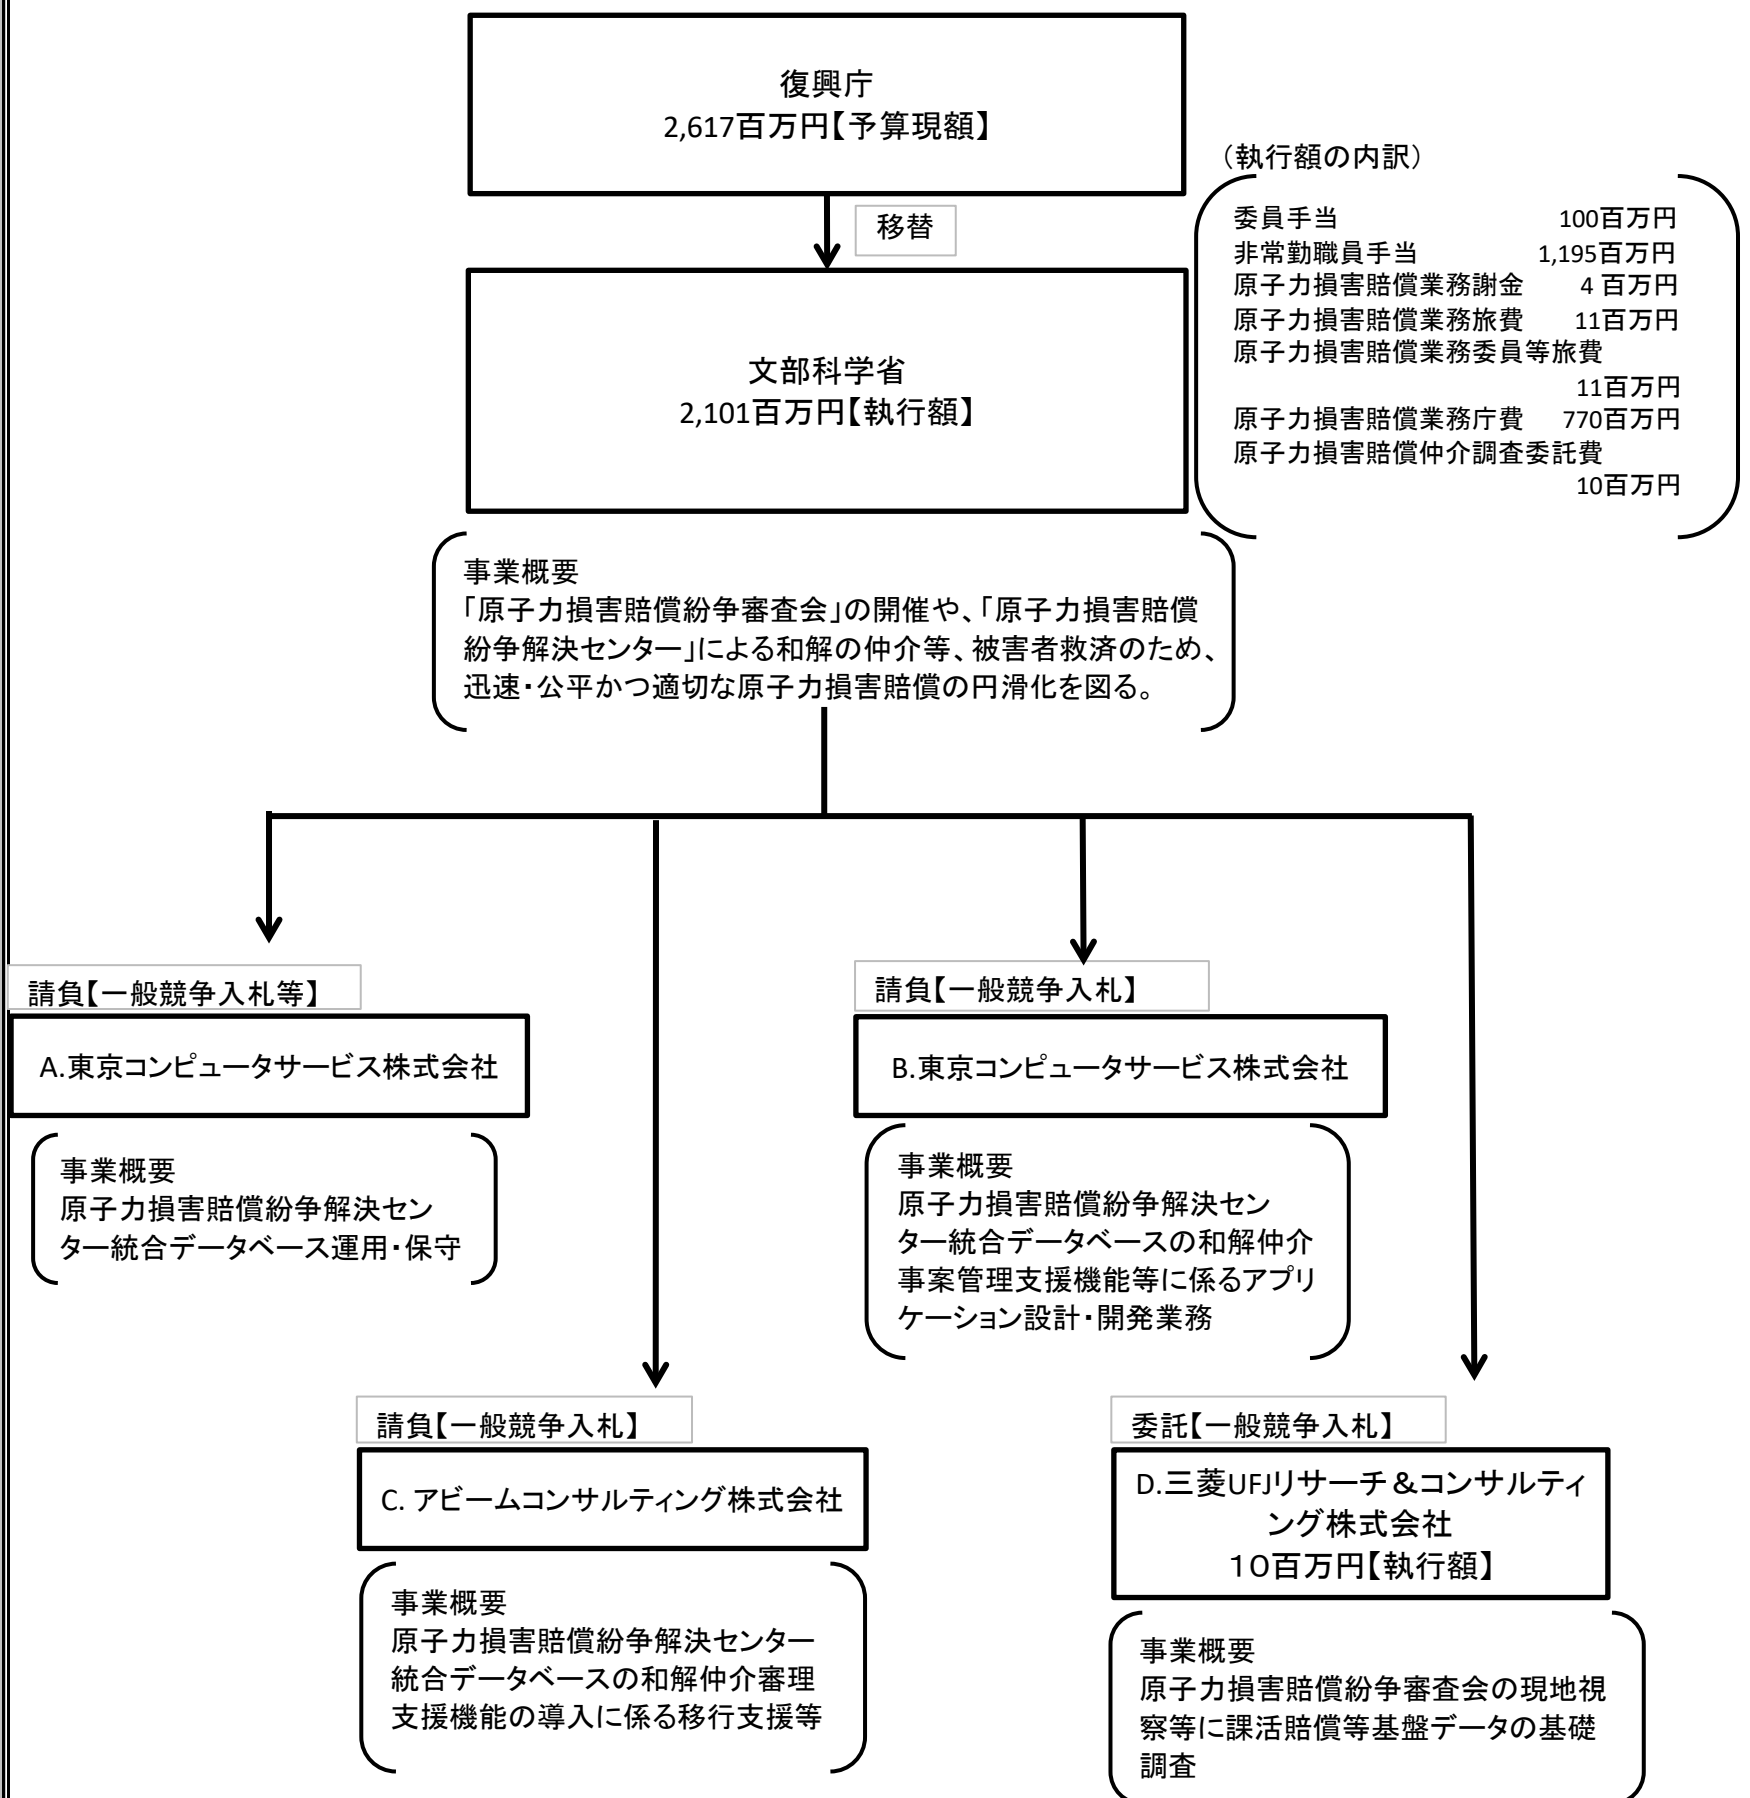 復興庁
2,617百万円【予算現額】
移替
文部科学省
2,101百万円【執行額】
（執行額の内訳）
委員手当 100百万円
非常勤職員手当 1,195百万円
原子力損害賠償業務謝金 4 百万円
原子力損害賠償業務旅費 11百万円
原子力損害賠償業務委員等旅費
11百万円
原子力損害賠償業務庁費 770百万円
原子力損害賠償仲介調査委託費
10百万円
事業概要
「原子力損害賠償紛争審査会」の開催や、「原子力損害賠償
紛争解決センター」による和解の仲介等、被害者救済のため、
迅速・公平かつ適切な原子力損害賠償の円滑化を図る。
請負【一般競争入札等】
A.東京コンピュータサービス株式会社
事業概要
原子力損害賠償紛争解決セン
ター統合データベース運用・保守
請負【一般競争入札】
B.東京コンピュータサービス株式会社
事業概要
原子力損害賠償紛争解決セン
ター統合データベースの和解仲介
事案管理支援機能等に係るアプリ
ケーション設計・開発業務
請負【一般競争入札】
C. アビームコンサルティング株式会社
事業概要
原子力損害賠償紛争解決センター
統合データベースの和解仲介審理
支援機能の導入に係る移行支援等
委託【一般競争入札】
D.三菱UFJリサーチ＆コンサルティ
ング株式会社
１０百万円【執行額】
事業概要
原子力損害賠償紛争審査会の現地視
察等に課活賠償等基盤データの基礎
調査